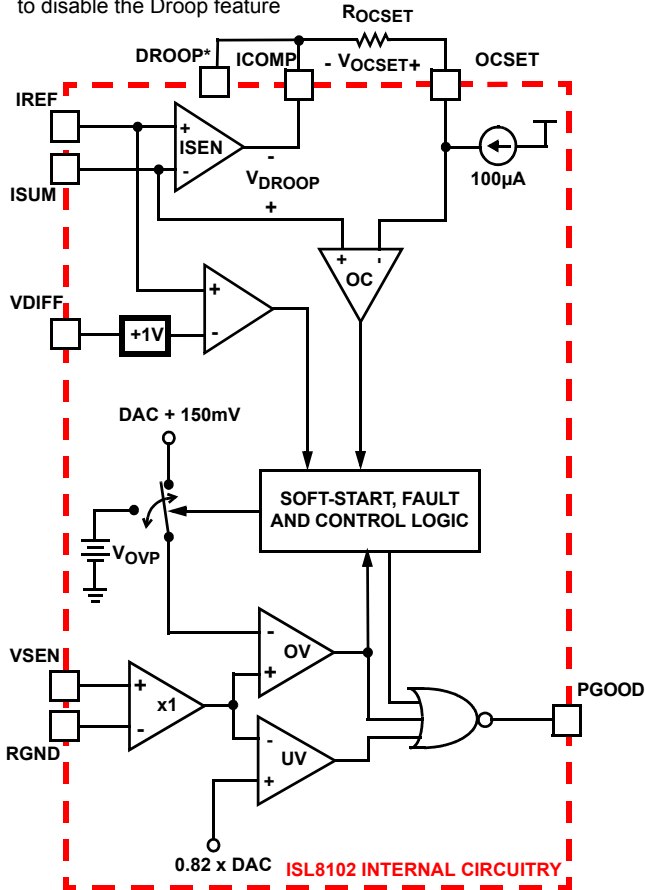 to disable the Droop feature
ROCSET
DROOP*
ICOMP
- VOCSET+
OCSET
IREF
+
ISEN
-
-
VDROOP
+
100µA
ISUM
+ -
OC
VDIFF
+1V
+
-
DAC + 150mV
SOFT-START, FAULT
AND CONTROL LOGIC
VOVP
-
OV
+
VSEN
+
x1
-
RGND
PGOOD
-
UV
+
0.82 x DAC
ISL8102 INTERNAL CIRCUITRY